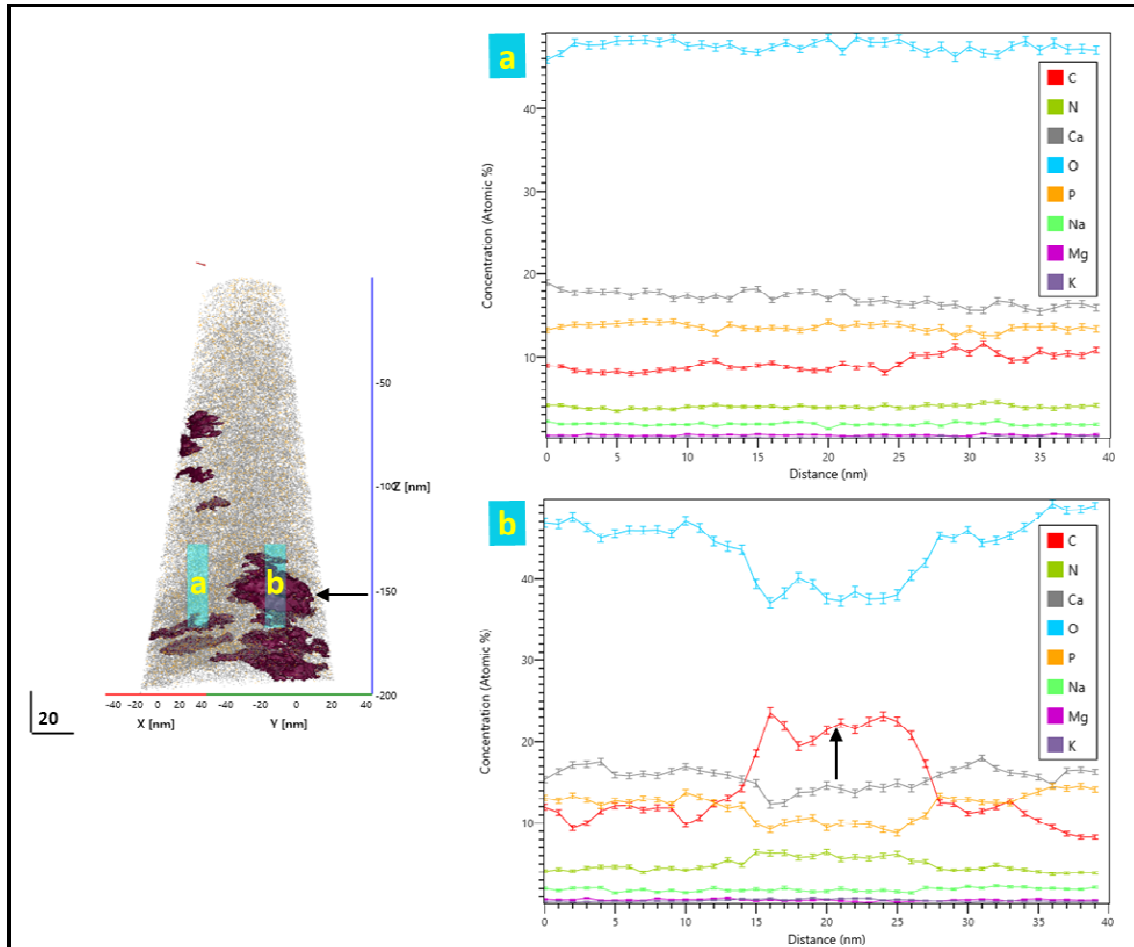 a
Concentration (Atomic %)
40
30
20
10
C
N
Ca
O
P
Na
Mg
K
0 5 10 15 20 25 30 35 40
Distance (nm)
-50
-100
Z [nm]
-150
-200
a
b
-40 -20 0 20 40 -20 0 20 40
X [nm] Y [nm]
20
b
Concentration (Atomic %)
40
30
20
10
C
N
Ca
O
P
Na
Mg
K
0 5 10 15 20 25 30 35 40
Distance (nm)